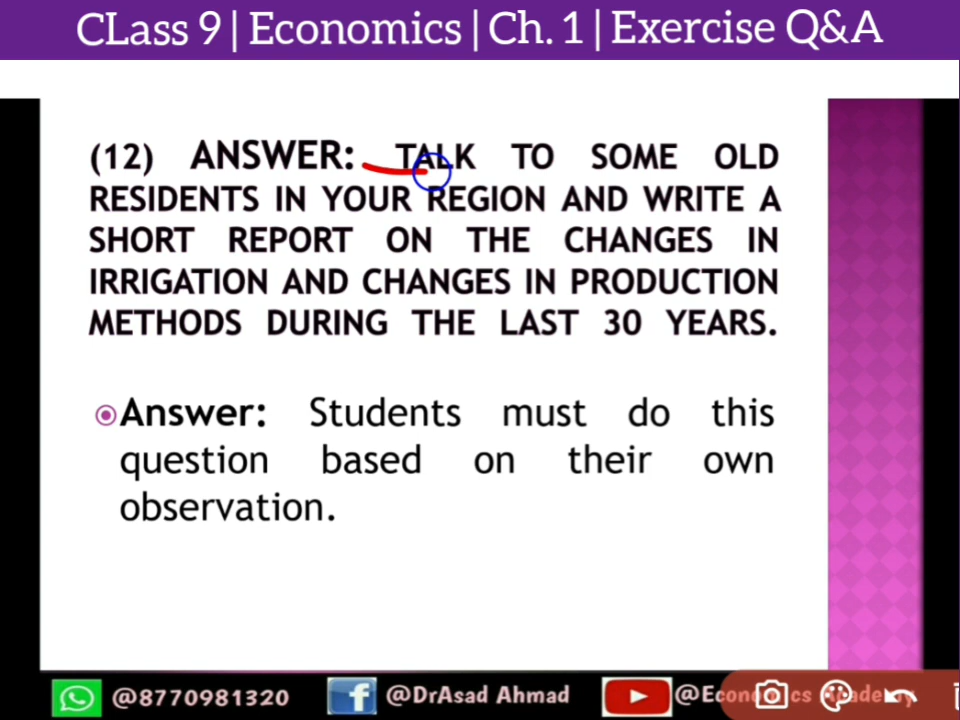 CLass 9 | Economics | Ch. 1 | Exercise Q&A
(12) ANSWER: TALK TO SOME OLD
RESIDENTS IN YOUR REGION AND WRITE A
SHORT REPORT ON THE CHANGES IN
IRRIGATION AND CHANGES IN PRODUCTION
METHODS DURING THE LAST 30 YEARS.
Answer: Students must do this
question based on their own
observation.
@8770981320 @DrAsad Ahmad